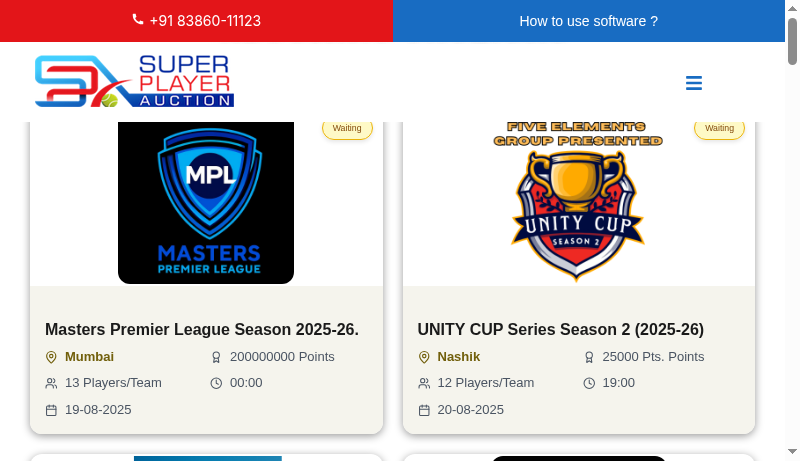 +91 83860-11123
How to use software ?
SUPER
PLAYER
AUCTION
Waiting
MPL
MASTERS
PREMIER LEAGUE
Waiting
FIVE ELEMENTS
GROUP PRESENTED
UNITY CUP
SEASON 2
Masters Premier League Season 2025-26.
Mumbai
200000000 Points
13 Players/Team
00:00
19-08-2025
UNITY CUP Series Season 2 (2025-26)
Nashik
25000 Pts. Points
12 Players/Team
19:00
20-08-2025